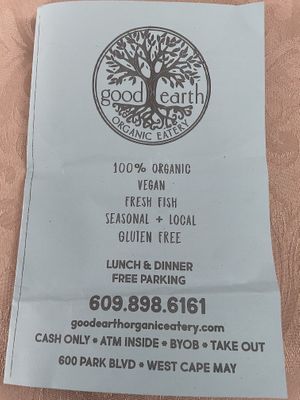 good earth
ORGANIC EATERY
100% ORGANIC
VEGAN
FRESH FISH
SEASONAL + LOCAL
GLUTEN FREE
LUNCH & DINNER
FREE PARKING
609.898.6161
goodearthorganiceatery.com
CASH ONLY • ATM INSIDE • BYOB • TAKE OUT
600 PARK BLVD • WEST CAPE MAY